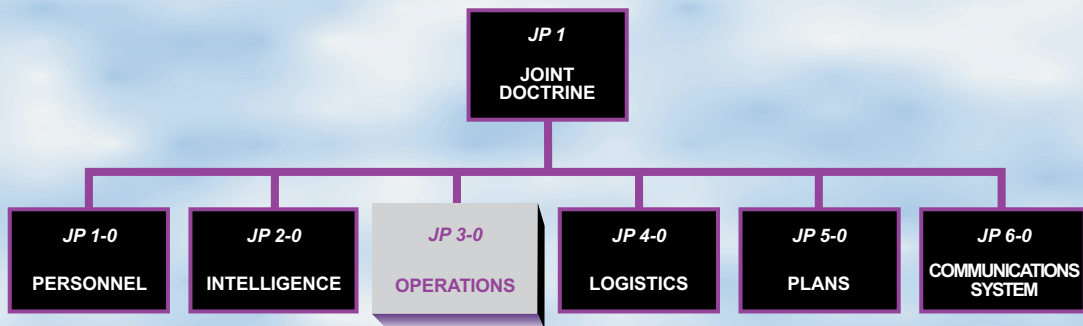 JP 1
JOINT
DOCTRINE
JP 1-0
PERSONNEL
JP 2-0
INTELLIGENCE
JP 3-0
OPERATIONS
JP 4-0
LOGISTICS
JP 5-0
PLANS
JP 6-0
COMMUNICATIONS
SYSTEM